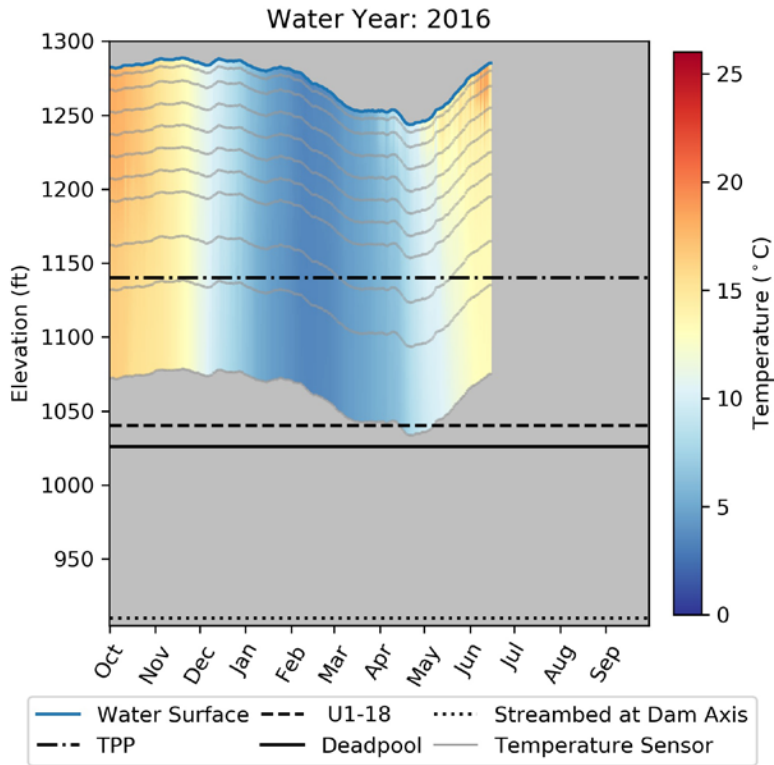 Water Year: 2016
1300
1250
1200
1150
1100
1050
1000
950
Elevation (ft)
Oct
Nov
Dec
Jan
Feb
Mar
Apr
May
Jun
Jul
Aug
Sep
25
20
15
10
5
0
Temperature (°C)
Water Surface
U1-18
Streambed at Dam Axis
TPP
Deadpool
Temperature Sensor